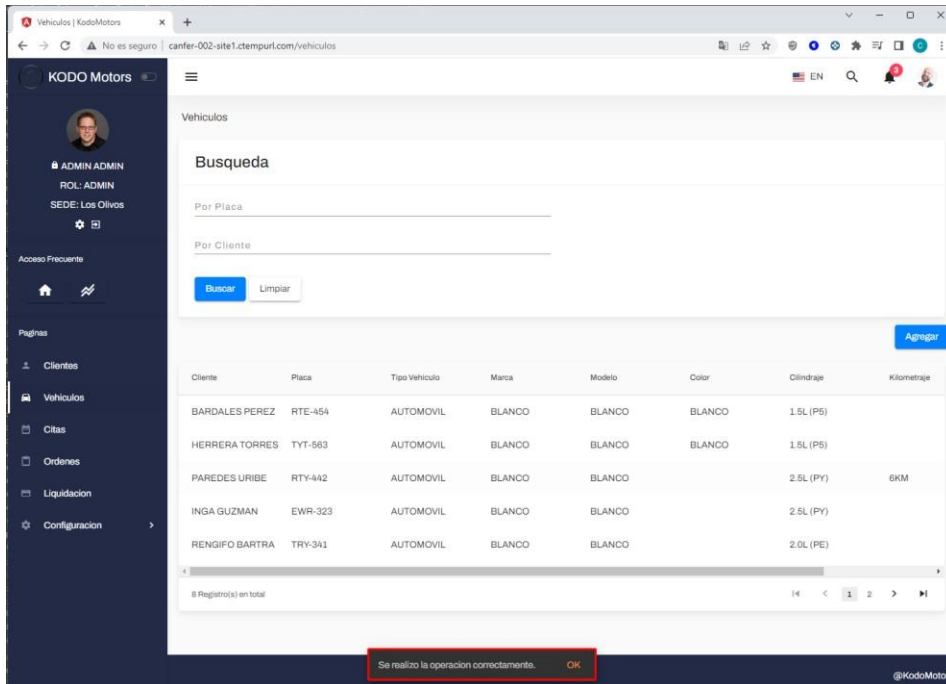 Vehiculos | KodoMotors
No es seguro | canfer-002-site1.ctempurl.com/vehiculos
KODO Motors
EN
3
ADMIN ADMIN
ROL: ADMIN
SEDE: Los Olivos
Acceso Frecuente
Paginas
Clientes
Vehiculos
Citas
Ordenes
Liquidacion
Configuracion
Vehiculos
Busqueda
Por Placa
Por Cliente
Buscar Limpiar
Agregar
Cliente Placa Tipo Vehiculo Marca Modelo Color Cilindraje Kilometraje
BARDALES PEREZ RTE-454 AUTOMOVIL BLANCO BLANCO BLANCO 1.5L (P5)
HERRERA TORRES TYT-563 AUTOMOVIL BLANCO BLANCO BLANCO 1.5L (P5)
PAREDES URIBE RTY-442 AUTOMOVIL BLANCO BLANCO 2.5L (PY) 6KM
INGA GUZMAN EWR-323 AUTOMOVIL BLANCO BLANCO 2.5L (PY)
RENGIFO BARTRA TRY-341 AUTOMOVIL BLANCO BLANCO 2.0L (PE)
8 Registro(s) en total
1 2
Se realizo la operacion correctamente. OK
@KodoMoto